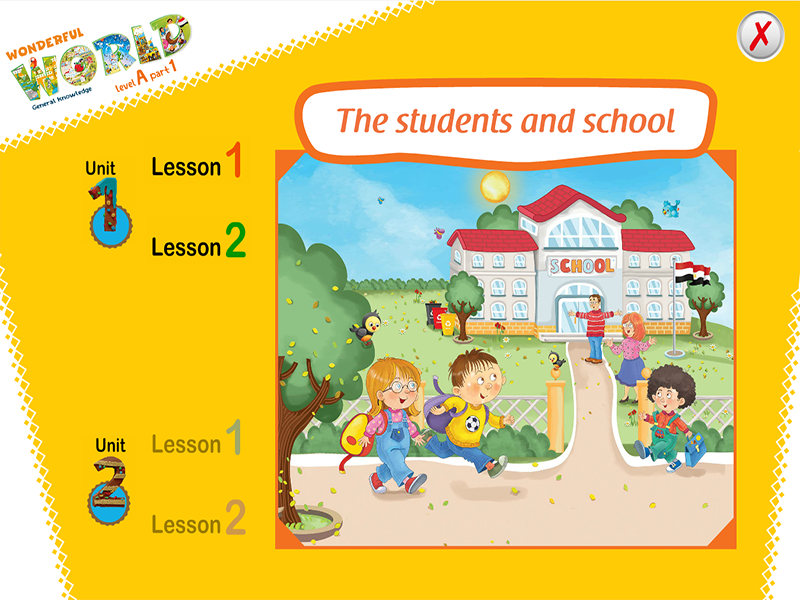 WONDERFUL
WORLD
General knowledge
Level A part 1
The students and school
Unit
1
Lesson 1
Lesson 2
SCHOOL
Unit
2
Lesson 1
Lesson 2